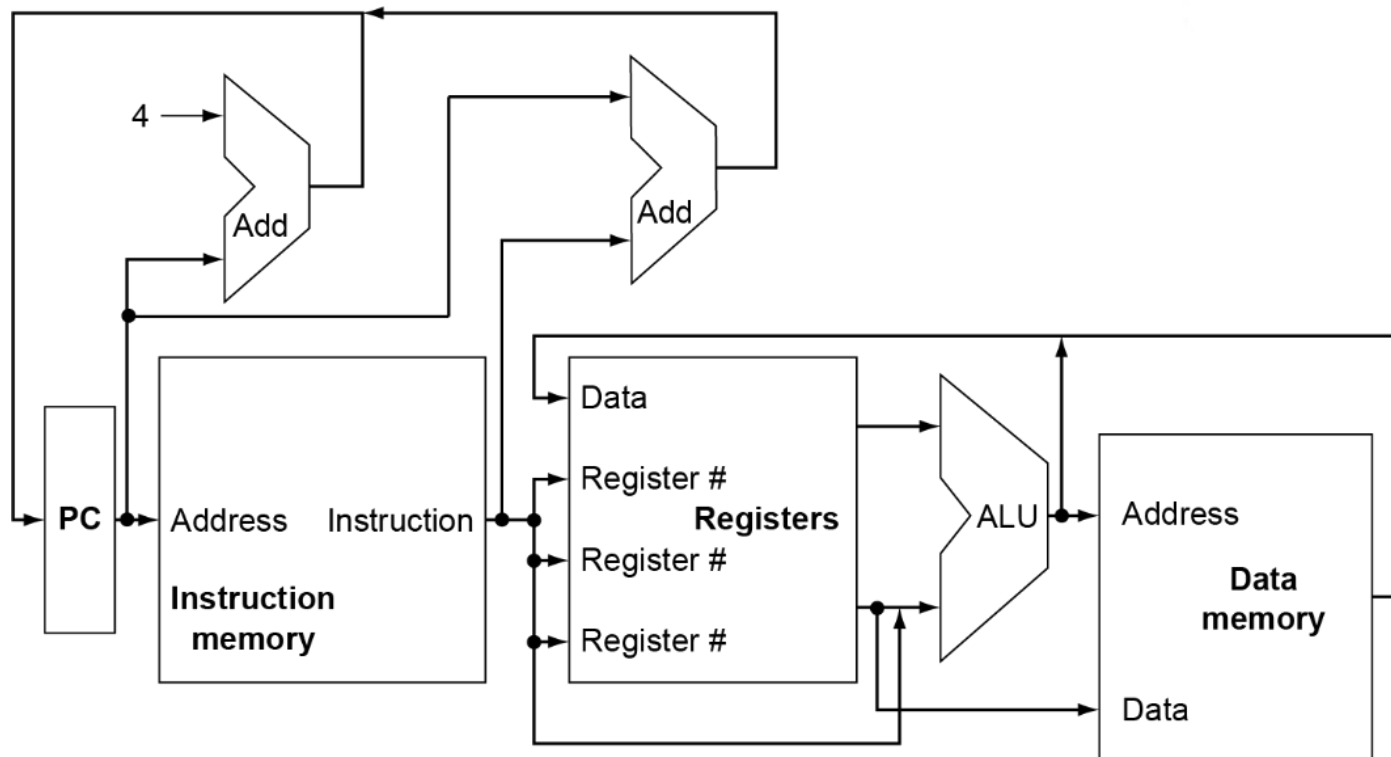 4
Add
Add
Data
Register #
PC
Address
Instruction
Registers
ALU
Address
Register #
Instruction
memory
Data
memory
Register #
Data